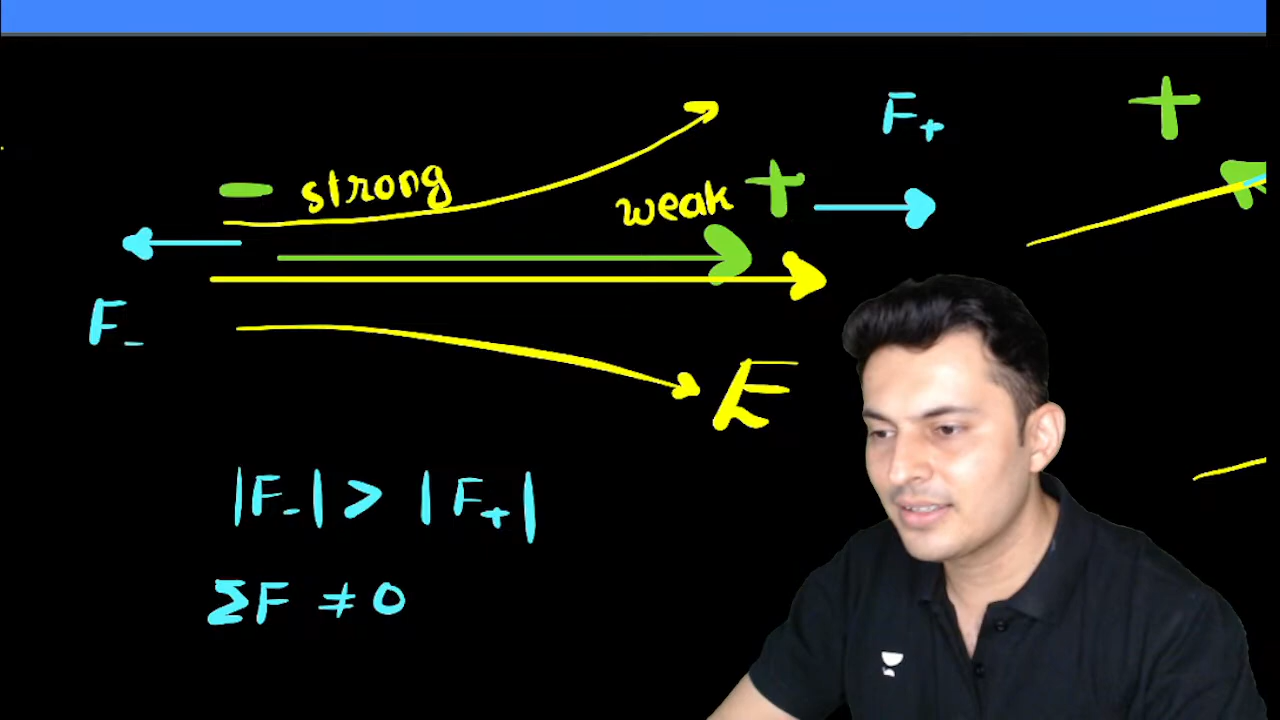 F₊ +
− strong
weak +
F₋
E
|F₋| > |F₊|
ΣF ≠ 0